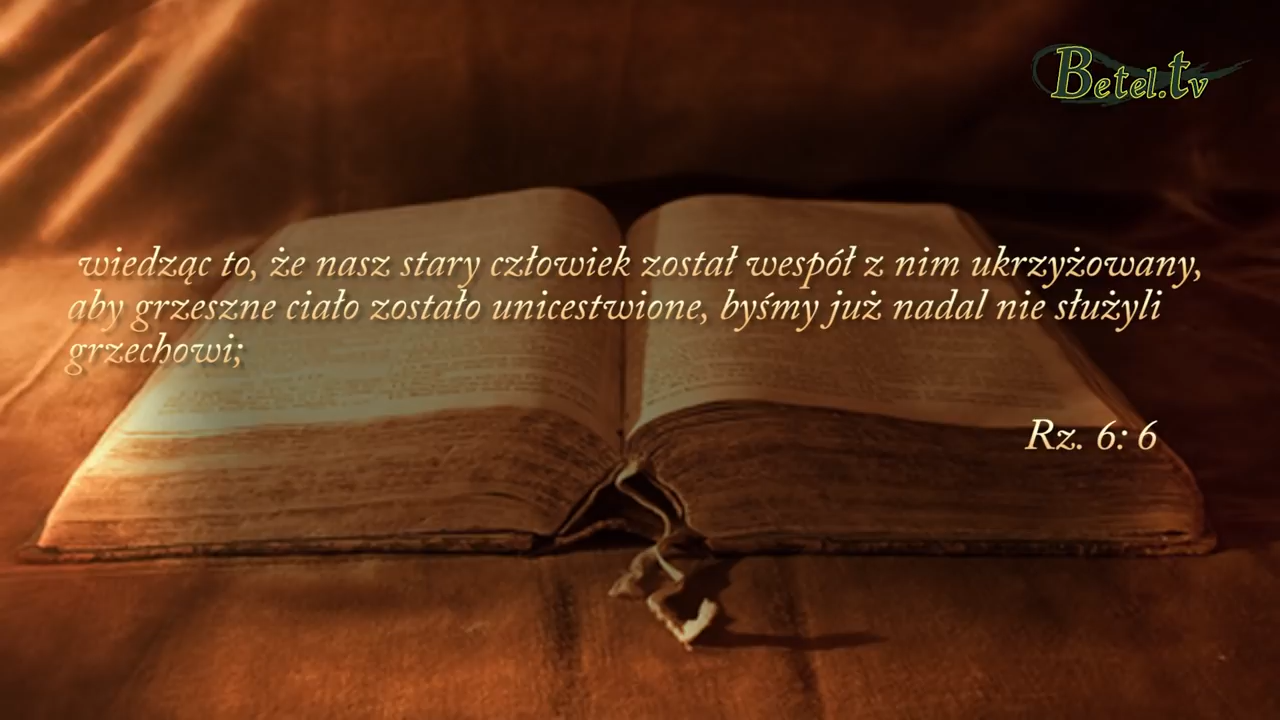 Betel.tv
wiedząc to, że nasz stary człowiek został wespół z nim ukrzyżowany,
aby grzeszne ciało zostało unicestwione, byśmy już nadal nie służyli
grzechowi;
Rz. 6: 6